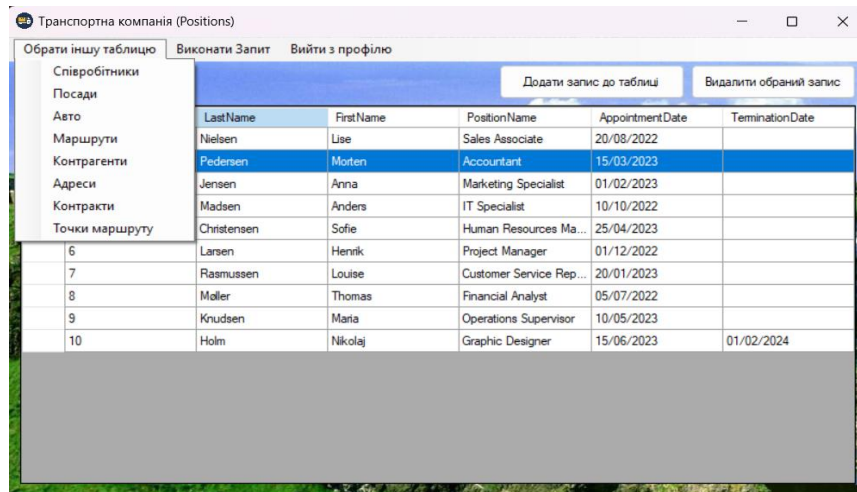 Транспортна компанія (Positions)
Обрати іншу таблицю Виконати Запит Вийти з профілю
Співробітники
Посади
Авто
Маршрути
Контрагенти
Адреси
Контракти
Точки маршруту
Додати запис до таблиці Видалити обраний запис
LastName FirstName PositionName AppointmentDate TerminationDate
Nielsen Lise Sales Associate 20/08/2022
Pedersen Morten Accountant 15/03/2023
Jensen Anna Marketing Specialist 01/02/2023
Madsen Anders IT Specialist 10/10/2022
Christensen Sofie Human Resources Ma... 25/04/2023
6 Larsen Henrik Project Manager 01/12/2022
7 Rasmussen Louise Customer Service Rep... 20/01/2023
8 Møller Thomas Financial Analyst 05/07/2022
9 Knudsen Maria Operations Supervisor 10/05/2023
10 Holm Nikolaj Graphic Designer 15/06/2023 01/02/2024